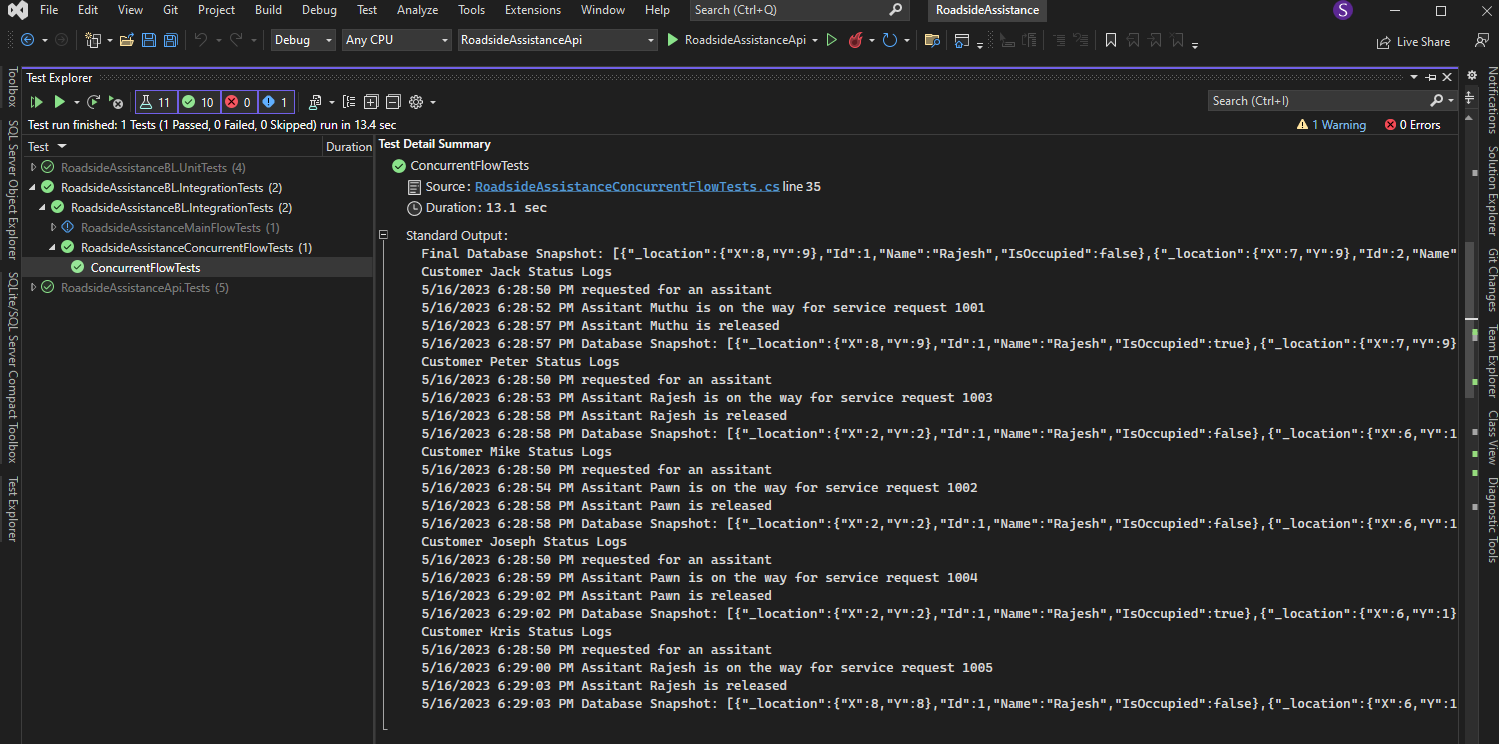 File Edit View Git Project Build Debug Test Analyze Tools Extensions Window Help Search (Ctrl+Q) RoadsideAssistance S
Debug Any CPU RoadsideAssistanceApi RoadsideAssistanceApi Live Share
Toolbox
SQL Server Object Explorer
SQLite/SQL Server Compact Toolbox
Test Explorer
Test Explorer
11 10 0 1 Search (Ctrl+I)
Test run finished: 1 Tests (1 Passed, 0 Failed, 0 Skipped) run in 13.4 sec 1 Warning 0 Errors
Test Duration
RoadsideAssistanceBL.UnitTests (4)
RoadsideAssistanceBL.IntegrationTests (2)
RoadsideAssistanceBL.IntegrationTests (2)
RoadsideAssistanceMainFlowTests (1)
RoadsideAssistanceConcurrentFlowTests (1)
ConcurrentFlowTests
RoadsideAssistanceApi.Tests (5)
Test Detail Summary
ConcurrentFlowTests
Source: RoadsideAssistanceConcurrentFlowTests.cs line 35
Duration: 13.1 sec
Standard Output:
Final Database Snapshot: [{"_location":{"X":8,"Y":9},"Id":1,"Name":"Rajesh","IsOccupied":false},{"_location":{"X":7,"Y":9},"Id":2,"Name"
Customer Jack Status Logs
5/16/2023 6:28:50 PM requested for an assitant
5/16/2023 6:28:52 PM Assitant Muthu is on the way for service request 1001
5/16/2023 6:28:57 PM Assitant Muthu is released
5/16/2023 6:28:57 PM Database Snapshot: [{"_location":{"X":8,"Y":9},"Id":1,"Name":"Rajesh","IsOccupied":true},{"_location":{"X":7,"Y":9}
Customer Peter Status Logs
5/16/2023 6:28:50 PM requested for an assitant
5/16/2023 6:28:53 PM Assitant Rajesh is on the way for service request 1003
5/16/2023 6:28:58 PM Assitant Rajesh is released
5/16/2023 6:28:58 PM Database Snapshot: [{"_location":{"X":2,"Y":2},"Id":1,"Name":"Rajesh","IsOccupied":false},{"_location":{"X":6,"Y":1
Customer Mike Status Logs
5/16/2023 6:28:50 PM requested for an assitant
5/16/2023 6:28:54 PM Assitant Pawn is on the way for service request 1002
5/16/2023 6:28:58 PM Assitant Pawn is released
5/16/2023 6:28:58 PM Database Snapshot: [{"_location":{"X":2,"Y":2},"Id":1,"Name":"Rajesh","IsOccupied":false},{"_location":{"X":6,"Y":1
Customer Joseph Status Logs
5/16/2023 6:28:50 PM requested for an assitant
5/16/2023 6:28:59 PM Assitant Pawn is on the way for service request 1004
5/16/2023 6:29:02 PM Assitant Pawn is released
5/16/2023 6:29:02 PM Database Snapshot: [{"_location":{"X":2,"Y":2},"Id":1,"Name":"Rajesh","IsOccupied":true},{"_location":{"X":6,"Y":1}
Customer Kris Status Logs
5/16/2023 6:28:50 PM requested for an assitant
5/16/2023 6:29:00 PM Assitant Rajesh is on the way for service request 1005
5/16/2023 6:29:03 PM Assitant Rajesh is released
5/16/2023 6:29:03 PM Database Snapshot: [{"_location":{"X":8,"Y":8},"Id":1,"Name":"Rajesh","IsOccupied":false},{"_location":{"X":6,"Y":1
Notifications
Solution Explorer
Git Changes
Team Explorer
Class View
Diagnostic Tools